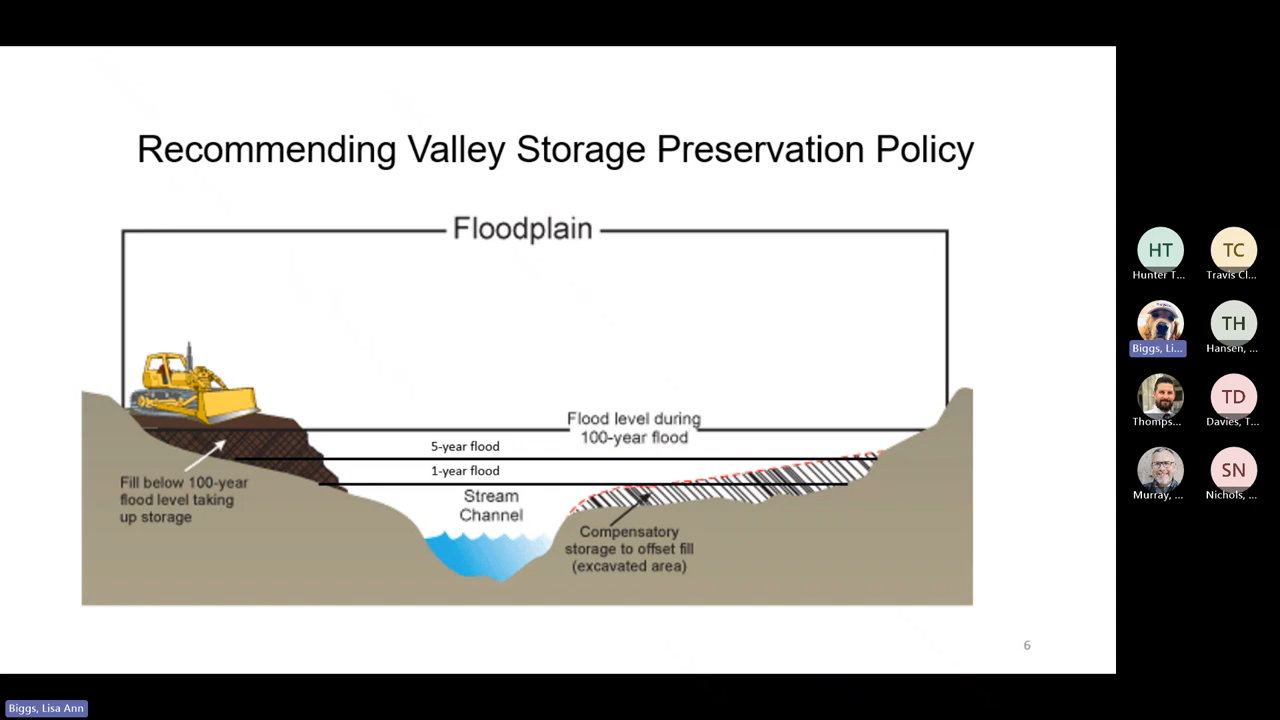 Recommending Valley Storage Preservation Policy
Floodplain
Flood level during
100-year flood
5-year flood
1-year flood
Fill below 100-year
flood level taking
up storage
Stream
Channel
Compensatory
storage to offset fill
(excavated area)
6
HT
Hunter T...
TC
Travis Cl...
Biggs, Li...
TH
Hansen, ...
Thomps...
TD
Davies, T...
Murray, ...
SN
Nichols, ...
Biggs, Lisa Ann